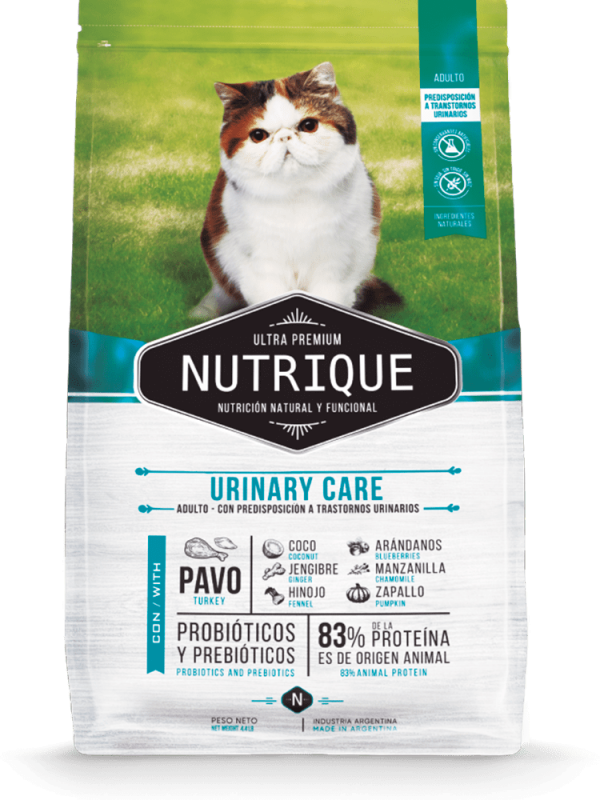 ADULTO
PREDISPOSICIÓN
A TRANSTORNOS
URINARIOS
INGREDIENTES
NATURALES
ULTRA PREMIUM
NUTRIQUE
NUTRICIÓN NATURAL Y FUNCIONAL
URINARY CARE
ADULTO - CON PREDISPOSICIÓN A TRASTORNOS URINARIOS
CON / WITH
PAVO
TURKEY
COCO
COCONUT
JENGIBRE
GINGER
HINOJO
FENNEL
ARÁNDANOS
BLUEBERRIES
MANZANILLA
CHAMOMILE
ZAPALLO
PUMPKIN
PROBIÓTICOS
Y PREBIÓTICOS
PROBIOTICS AND PREBIOTICS
83% DE LA PROTEÍNA
ES DE ORIGEN ANIMAL
83% ANIMAL PROTEIN
N
PESO NETO
NET WEIGHT 4.4LB
INDUSTRIA ARGENTINA
MADE IN ARGENTINA